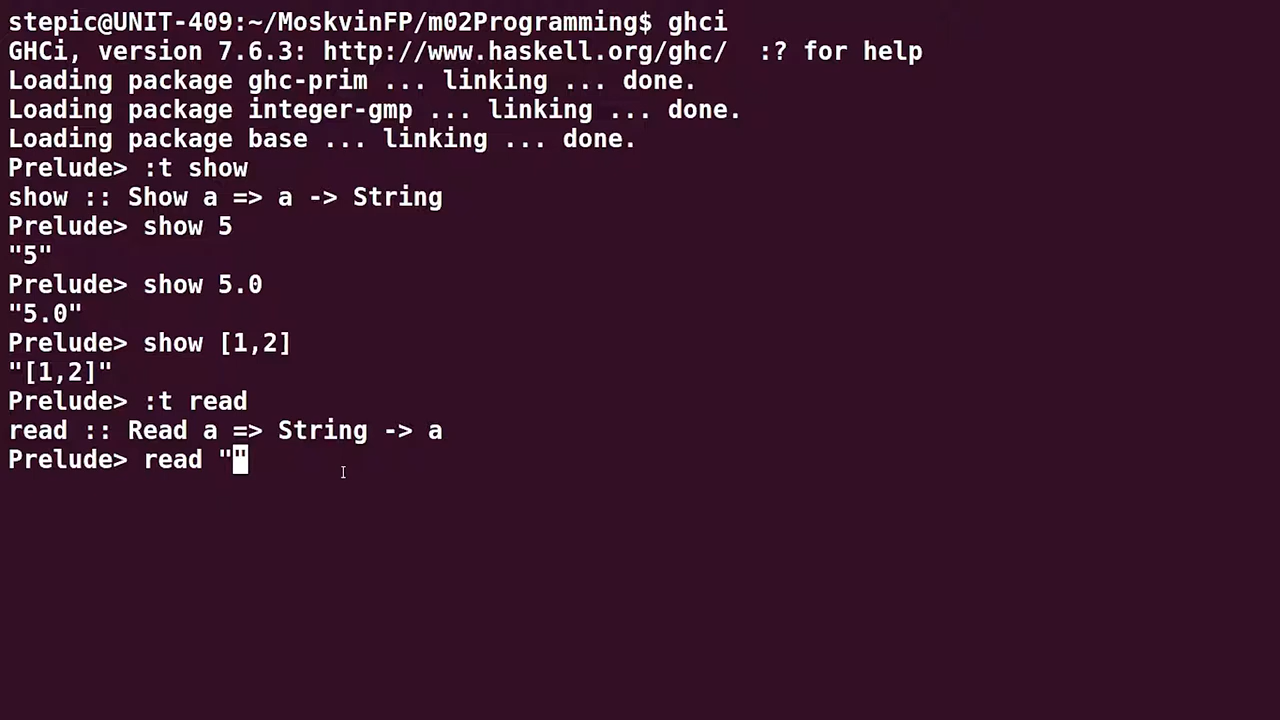 stepic@UNIT-409:~/MoskvinFP/m02Programming$ ghci
GHCi, version 7.6.3: http://www.haskell.org/ghc/  :? for help
Loading package ghc-prim ... linking ... done.
Loading package integer-gmp ... linking ... done.
Loading package base ... linking ... done.
Prelude> :t show
show :: Show a => a -> String
Prelude> show 5
"5"
Prelude> show 5.0
"5.0"
Prelude> show [1,2]
"[1,2]"
Prelude> :t read
read :: Read a => String -> a
Prelude> read ""